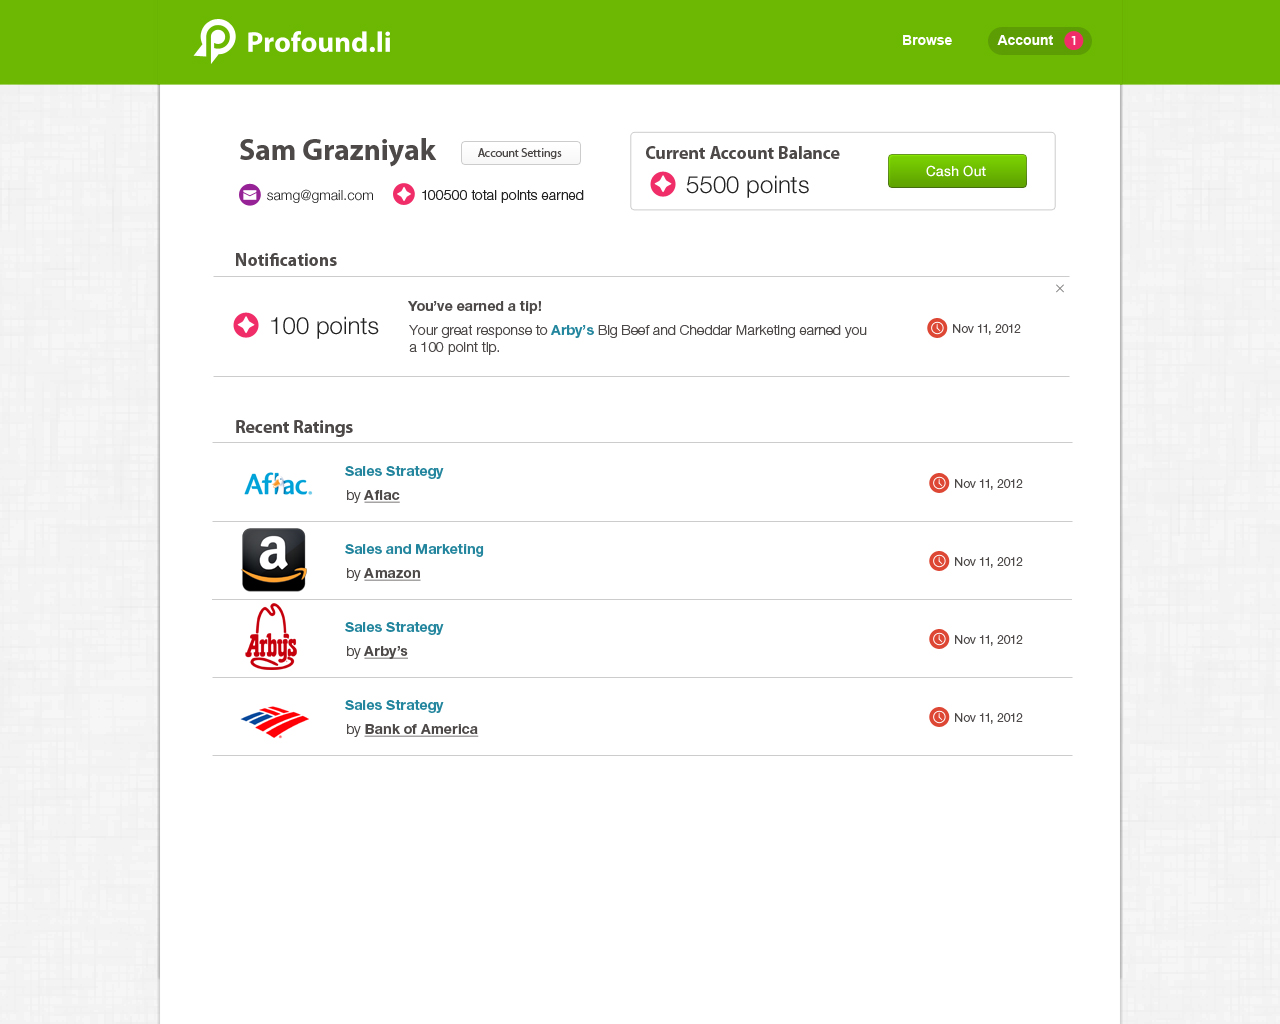 Profound.li
Browse
Account 1
Sam Grazniyak
Account Settings
samg@gmail.com
100500 total points earned
Current Account Balance
5500 points
Cash Out
Notifications
100 points
You've earned a tip!
Your great response to Arby's BIg Beef and Cheddar MarketIng earned you
a 100 poInt tip.
Nov 11, 2012
Recent Ratings
Aflac
Sales Strategy
by Aflac
Nov 11, 2012
a
Sales and Marketing
by Amazon
Nov 11, 2012
Arby's
Sales Strategy
by Arby's
Nov 11, 2012
Sales Strategy
by Bank of America
Nov 11, 2012